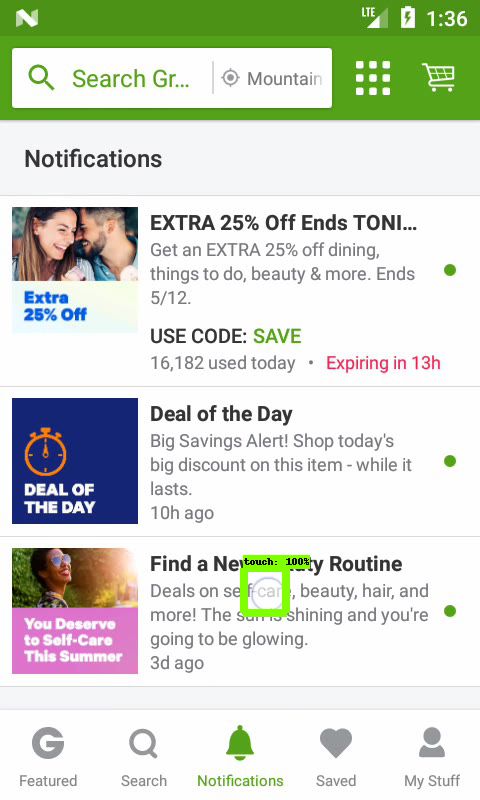 LTE
1:36
Search Gr...
Mountain
Notifications
EXTRA 25% Off Ends TONI...
Get an EXTRA 25% off dining,
things to do, beauty & more. Ends
5/12.
Extra
25% Off
USE CODE: SAVE
16,182 used today • Expiring in 13h
Deal of the Day
Big Savings Alert! Shop today's
big discount on this item - while it
lasts.
10h ago
DEAL OF
THE DAY
touch: 100%
Find a New Beauty Routine
Deals on self-care, beauty, hair, and
more! The sun is shining and you're
going to be glowing.
3d ago
You Deserve
to Self-Care
This Summer
G
Featured
Search
Notifications
Saved
My Stuff